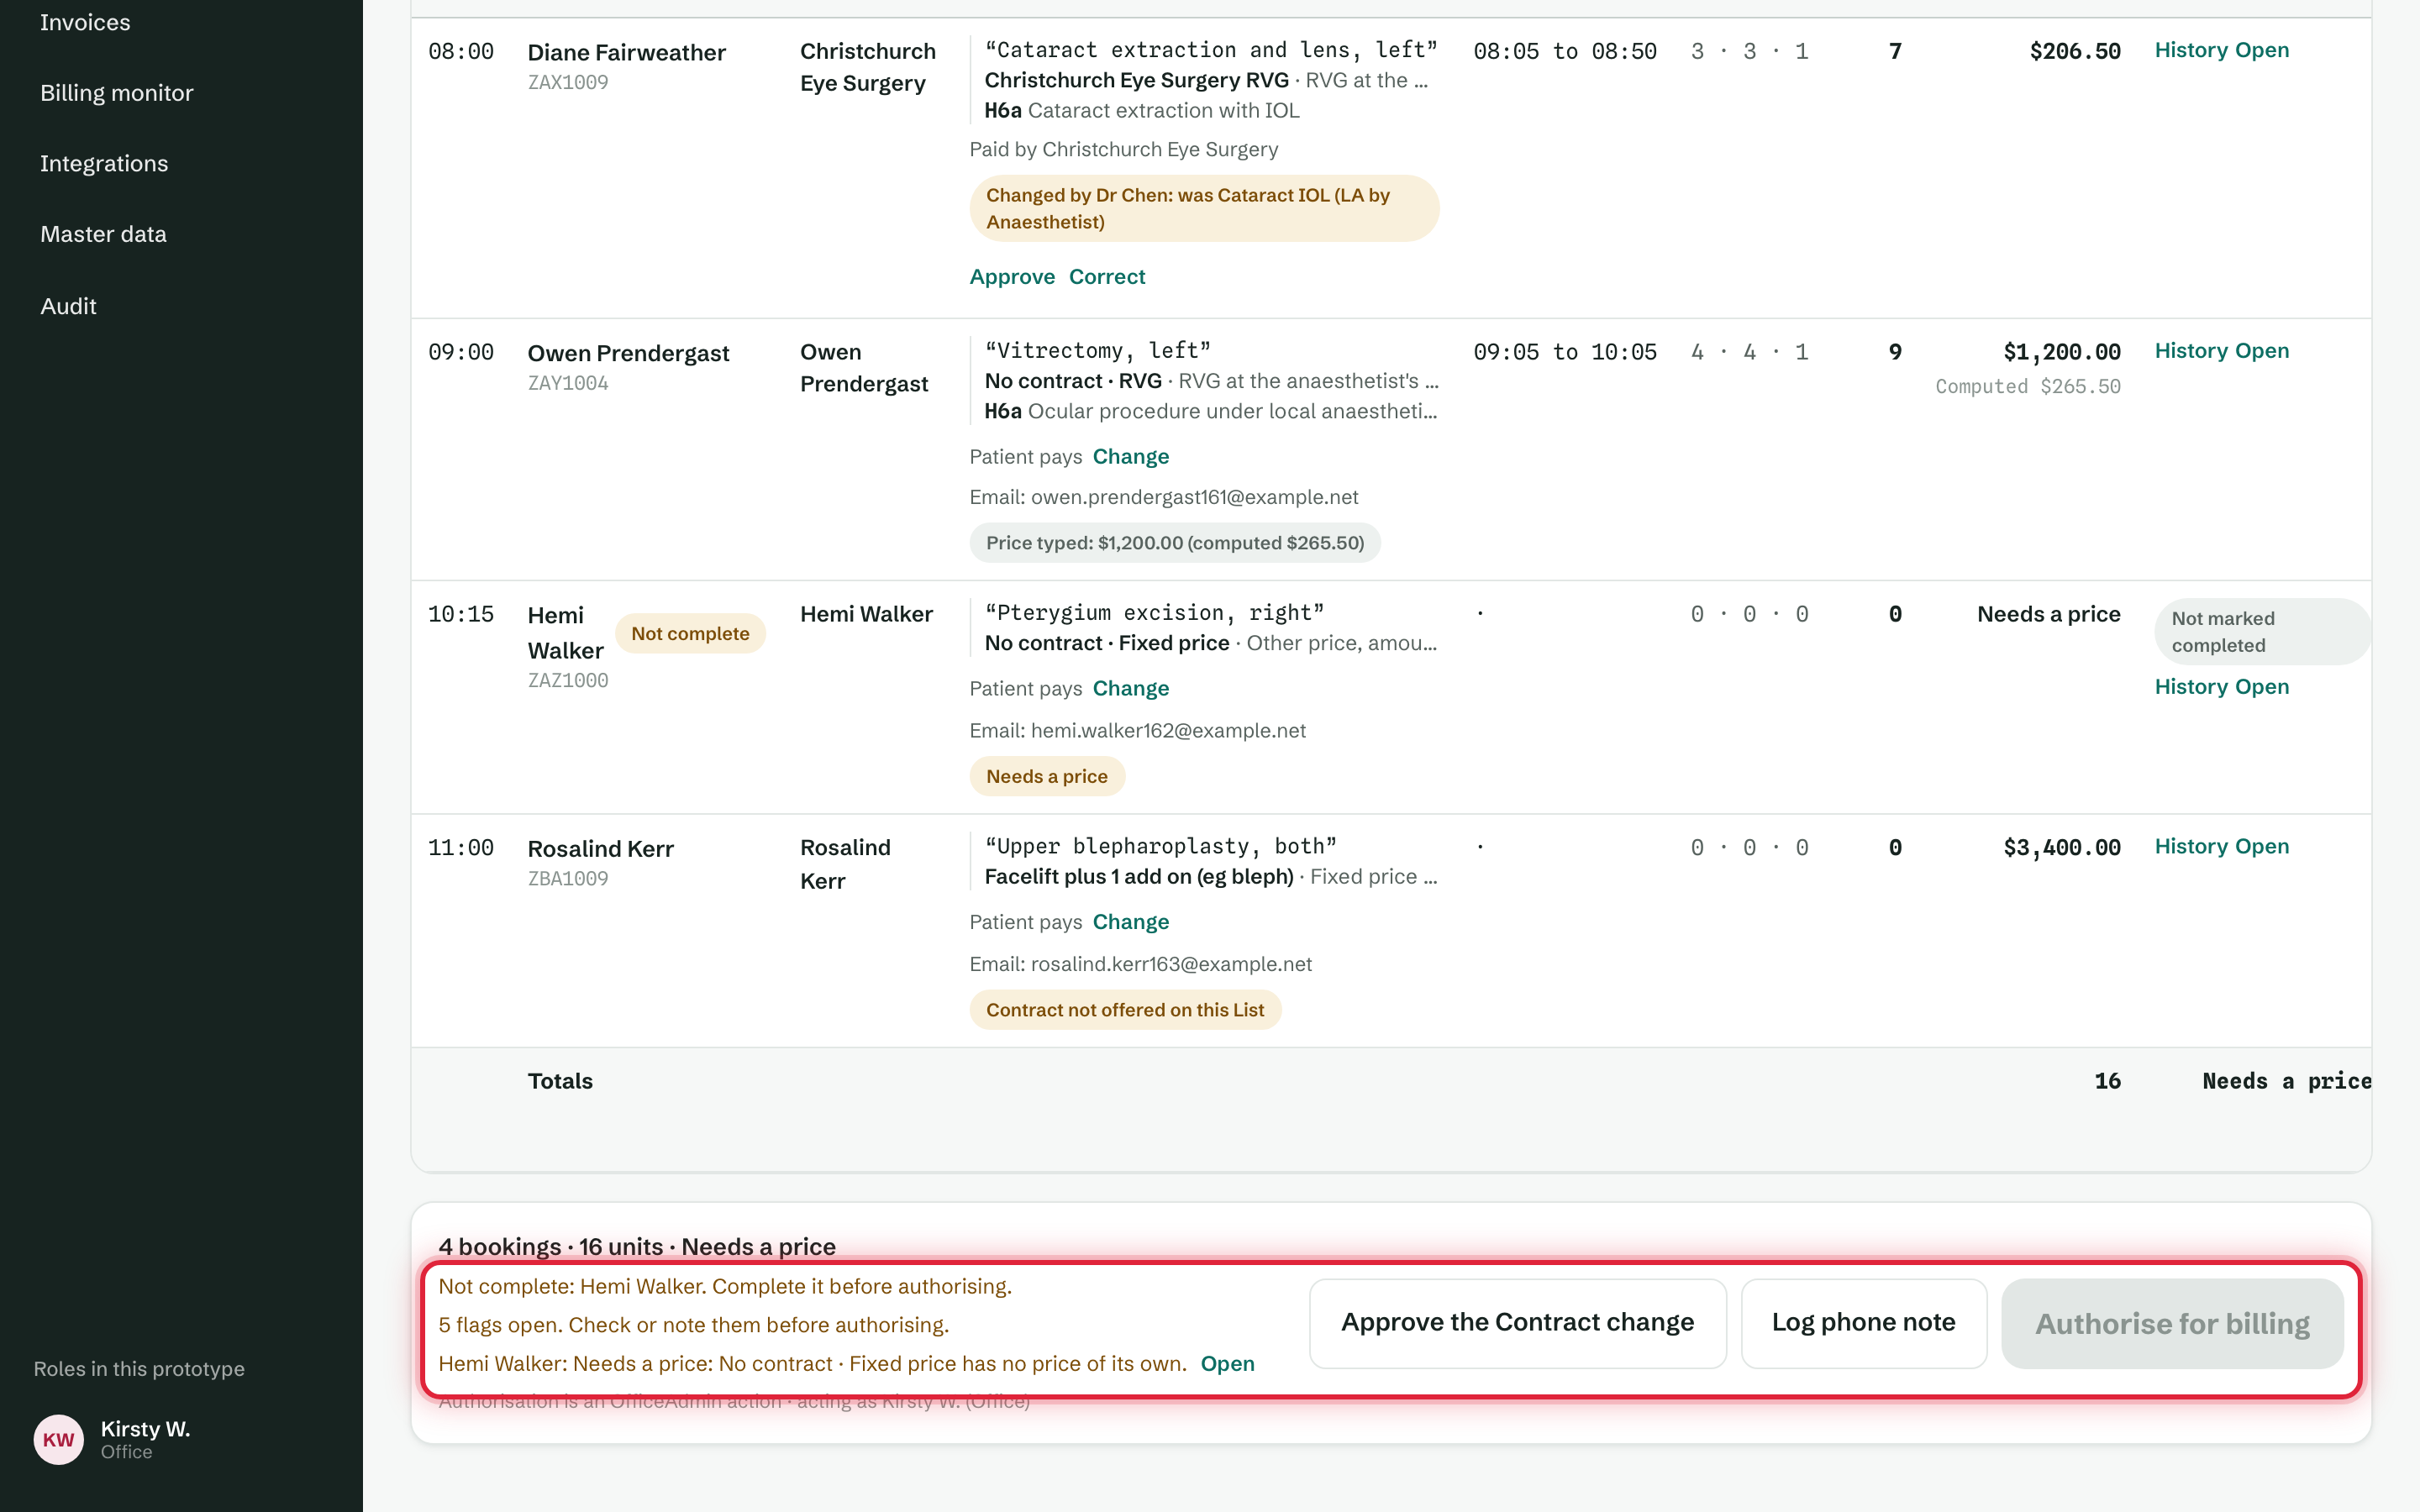 Invoices
Billing monitor
Integrations
Master data
Audit
Roles in this prototype
KW
Kirsty W.
Office
08:00
Diane Fairweather
ZAX1009
Christchurch
Eye Surgery
“Cataract extraction and lens, left”
Christchurch Eye Surgery RVG · RVG at the ...
H6a Cataract extraction with IOL
Paid by Christchurch Eye Surgery
Changed by Dr Chen: was Cataract IOL (LA by
Anaesthetist)
Approve Correct
08:05 to 08:50
3 · 3 · 1
7
$206.50
History Open
09:00
Owen Prendergast
ZAY1004
Owen
Prendergast
“Vitrectomy, left”
No contract · RVG · RVG at the anaesthetist's ...
H6a Ocular procedure under local anaestheti...
Patient pays Change
Email: owen.prendergast161@example.net
Price typed: $1,200.00 (computed $265.50)
09:05 to 10:05
4 · 4 · 1
9
$1,200.00
Computed $265.50
History Open
10:15
Hemi
Walker
Not complete
ZAZ1000
Hemi Walker
“Pterygium excision, right”
No contract · Fixed price · Other price, amou...
Patient pays Change
Email: hemi.walker162@example.net
Needs a price
·
0 · 0 · 0
0
Needs a price
Not marked
completed
History Open
11:00
Rosalind Kerr
ZBA1009
Rosalind
Kerr
“Upper blepharoplasty, both”
Facelift plus 1 add on (eg bleph) · Fixed price ...
Patient pays Change
Email: rosalind.kerr163@example.net
Contract not offered on this List
·
0 · 0 · 0
0
$3,400.00
History Open
Totals
16
Needs a price
4 bookings · 16 units · Needs a price
Not complete: Hemi Walker. Complete it before authorising.
5 flags open. Check or note them before authorising.
Hemi Walker: Needs a price: No contract · Fixed price has no price of its own. Open
Authorisation is an OfficeAdmin action · acting as Kirsty W. (Office)
Approve the Contract change
Log phone note
Authorise for billing